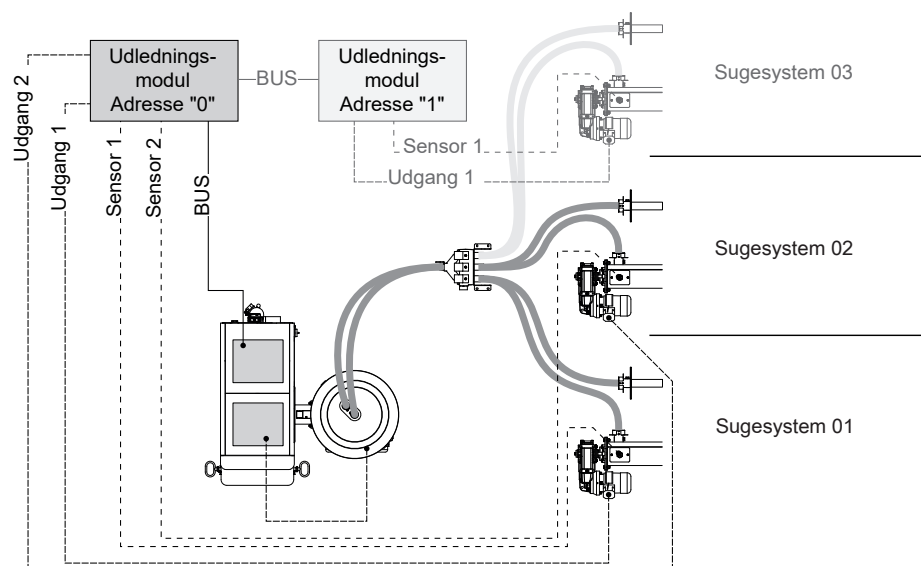 Udlednings-
modul
Adresse "0"
BUS
Udlednings-
modul
Adresse "1"
Sugesystem 03
Udgang 2
Udgang 1
Sensor 1
Sensor 2
BUS
Sensor 1
Udgang 1
Sugesystem 02
Sugesystem 01